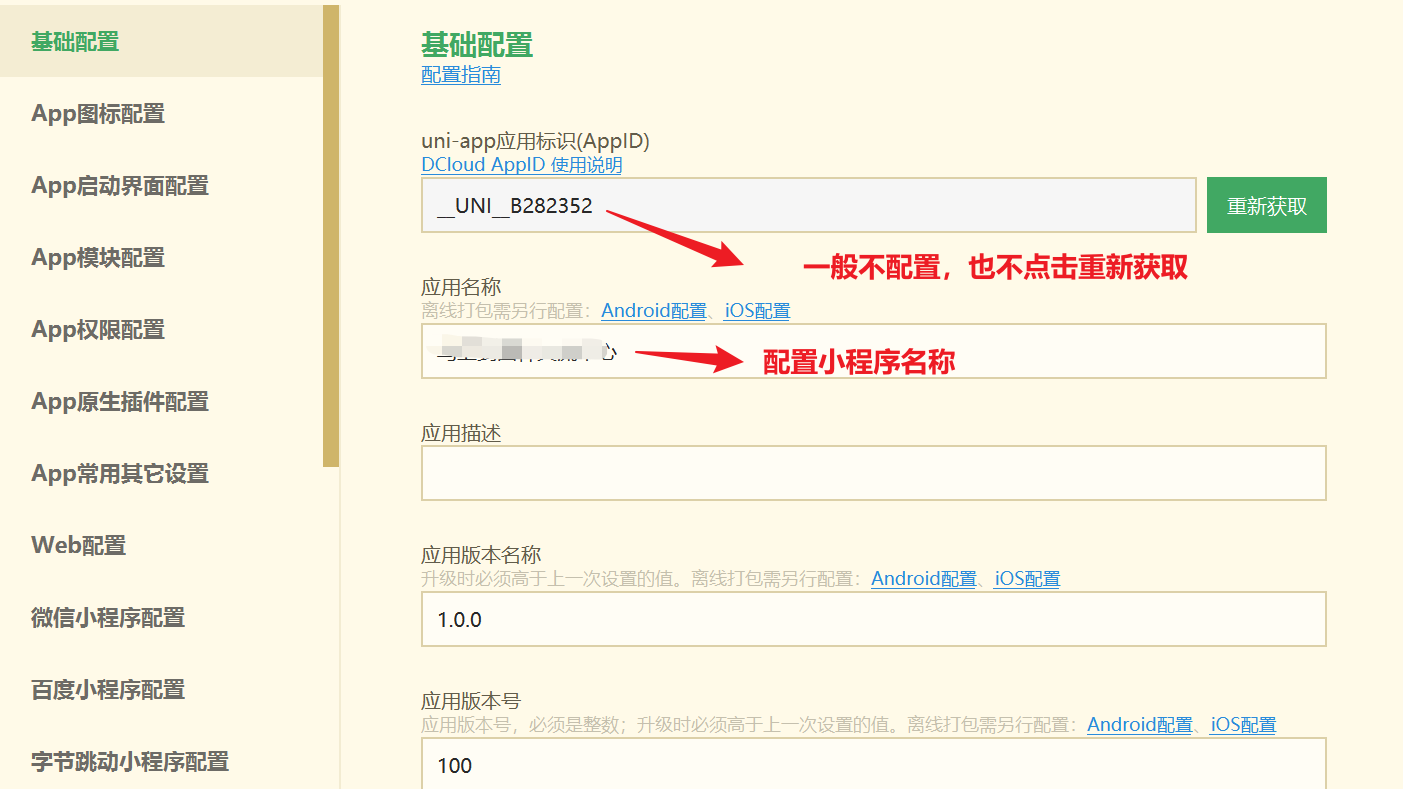 基础配置
App图标配置
App启动界面配置
App模块配置
App权限配置
App原生插件配置
App常用其它设置
Web配置
微信小程序配置
百度小程序配置
字节跳动小程序配置
基础配置
配置指南
uni-app应用标识(AppID)
DCloud AppID 使用说明
__UNI__B282352
重新获取
一般不配置，也不点击重新获取
应用名称
离线打包需另行配置：Android配置、iOS配置
配置小程序名称
应用描述
应用版本名称
升级时必须高于上一次设置的值。离线打包需另行配置：Android配置、iOS配置
1.0.0
应用版本号
应用版本号，必须是整数；升级时必须高于上一次设置的值。离线打包需另行配置：Android配置、iOS配置
100